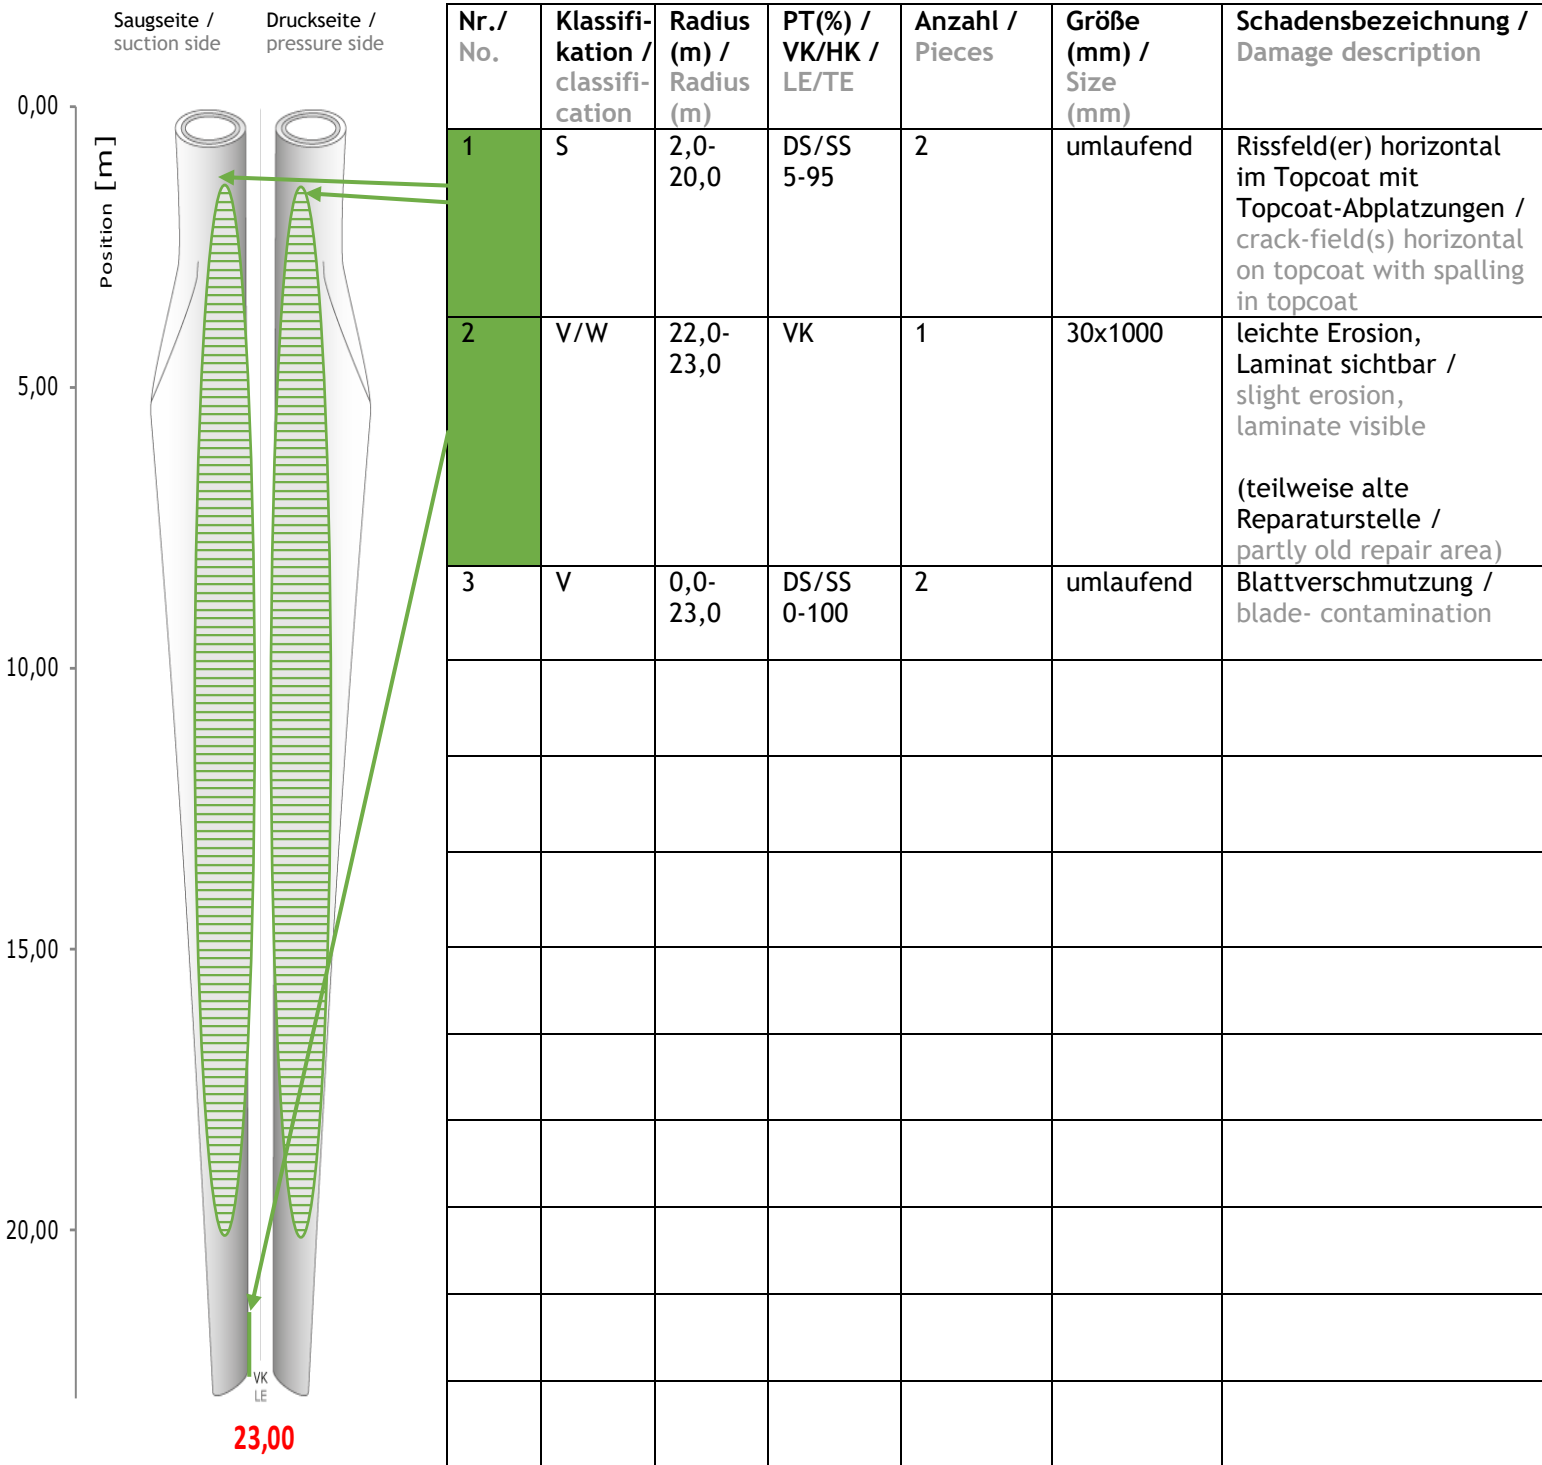 Saugseite /
suction side
Druckseite /
pressure side
0,00
5,00
10,00
15,00
20,00
Position [m]
VK
LE
23,00
Nr./
No.
Klassifi-
kation /
classifi-
cation
Radius
(m) /
Radius
(m)
PT(%) /
VK/HK /
LE/TE
Anzahl /
Pieces
Größe
(mm) /
Size
(mm)
Schadensbezeichnung /
Damage description
1
S
2,0-
20,0
DS/SS
5-95
2
umlaufend
Rissfeld(er) horizontal
im Topcoat mit
Topcoat-Abplatzungen /
crack-field(s) horizontal
on topcoat with spalling
in topcoat
2
V/W
22,0-
23,0
VK
1
30x1000
leichte Erosion,
Laminat sichtbar /
slight erosion,
laminate visible
(teilweise alte
Reparaturstelle /
partly old repair area)
3
V
0,0-
23,0
DS/SS
0-100
2
umlaufend
Blattverschmutzung /
blade- contamination